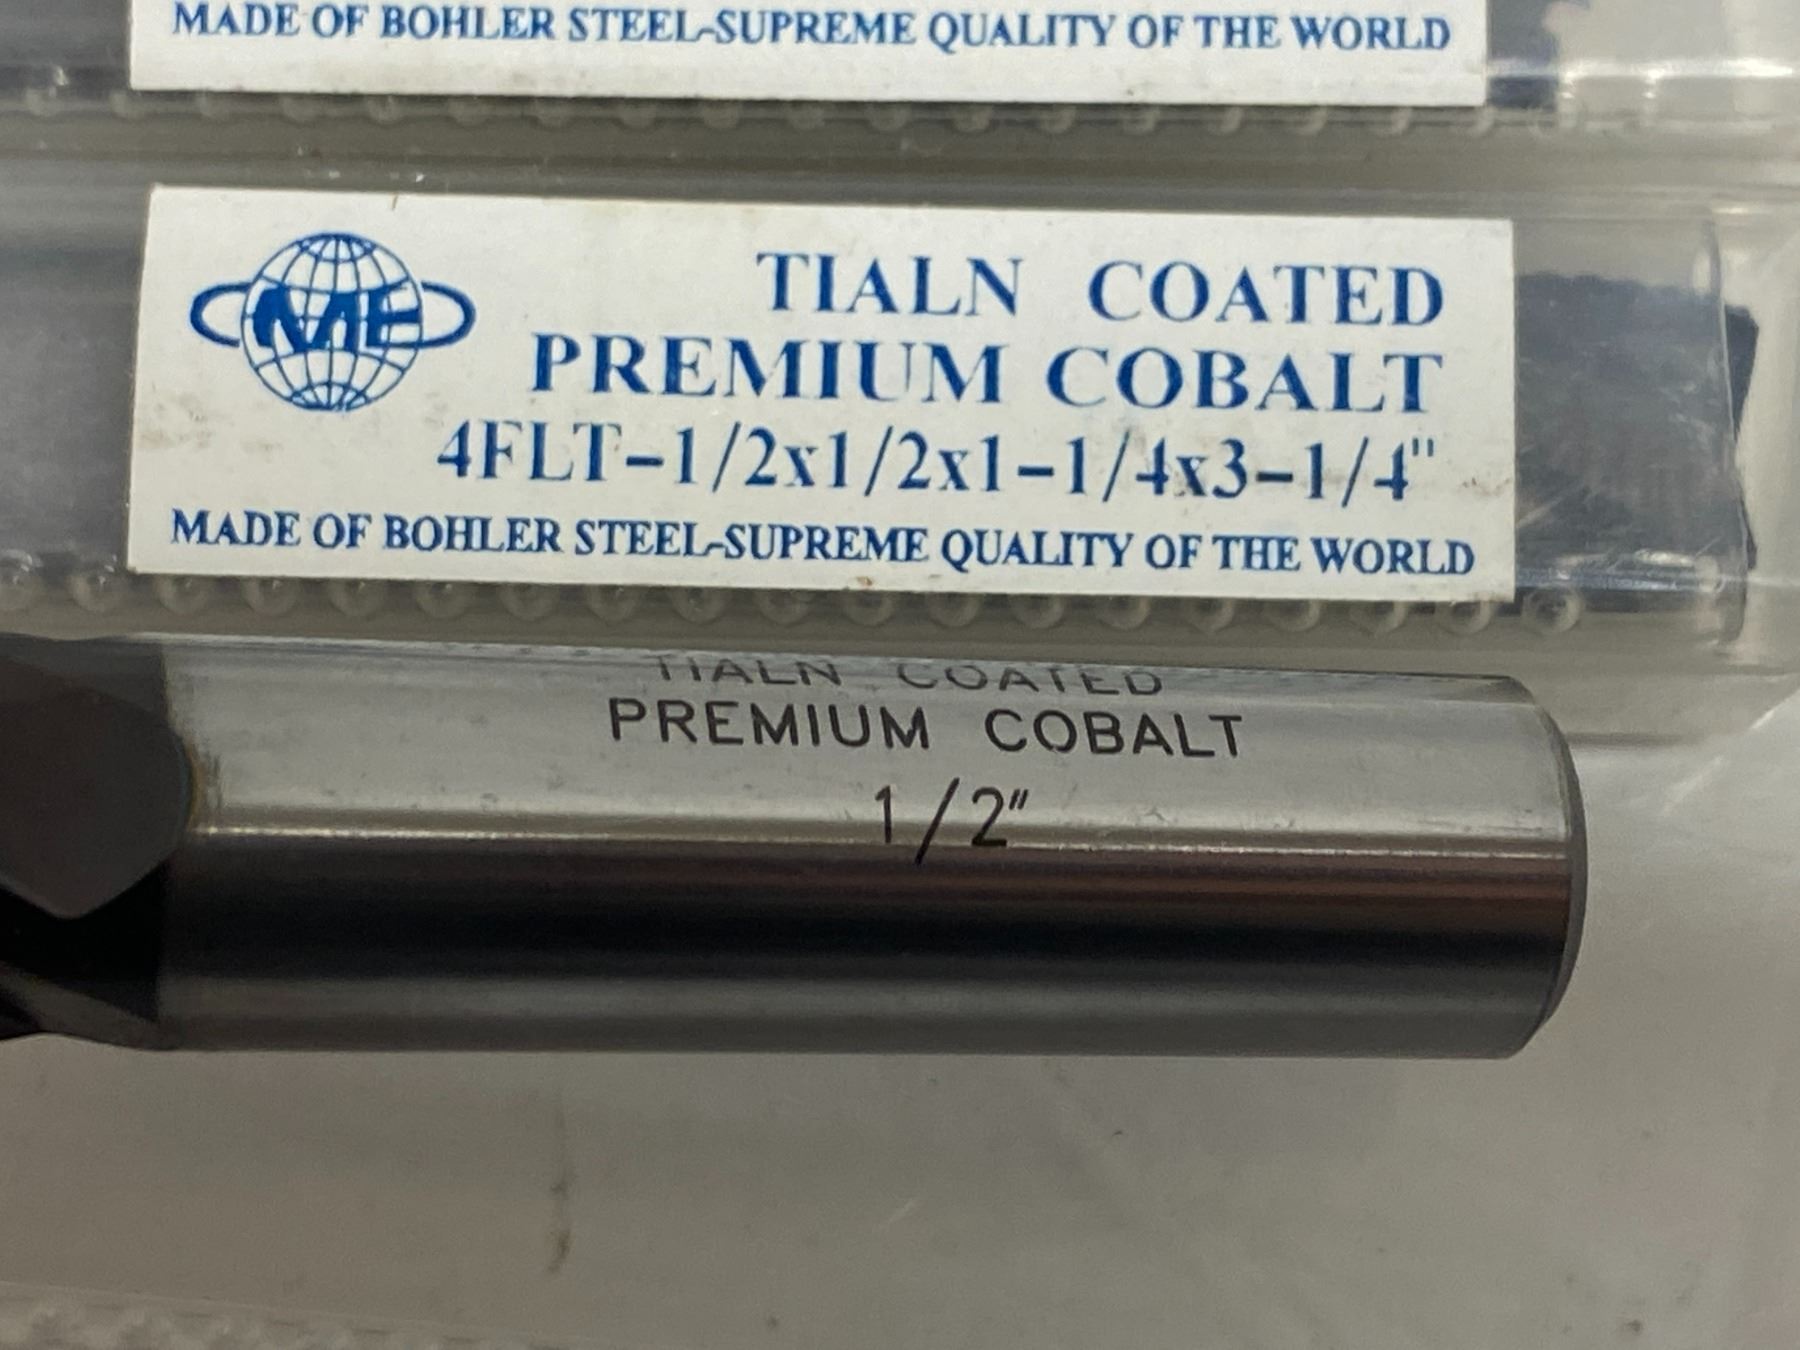 MADE OF BOHLER STEEL-SUPREME QUALITY OF THE WORLD
ME
TIALN COATED
PREMIUM COBALT
4FLT-1/2x1/2x1-1/4x3-1/4"
MADE OF BOHLER STEEL-SUPREME QUALITY OF THE WORLD
TIALN COATED
PREMIUM COBALT
1/2"